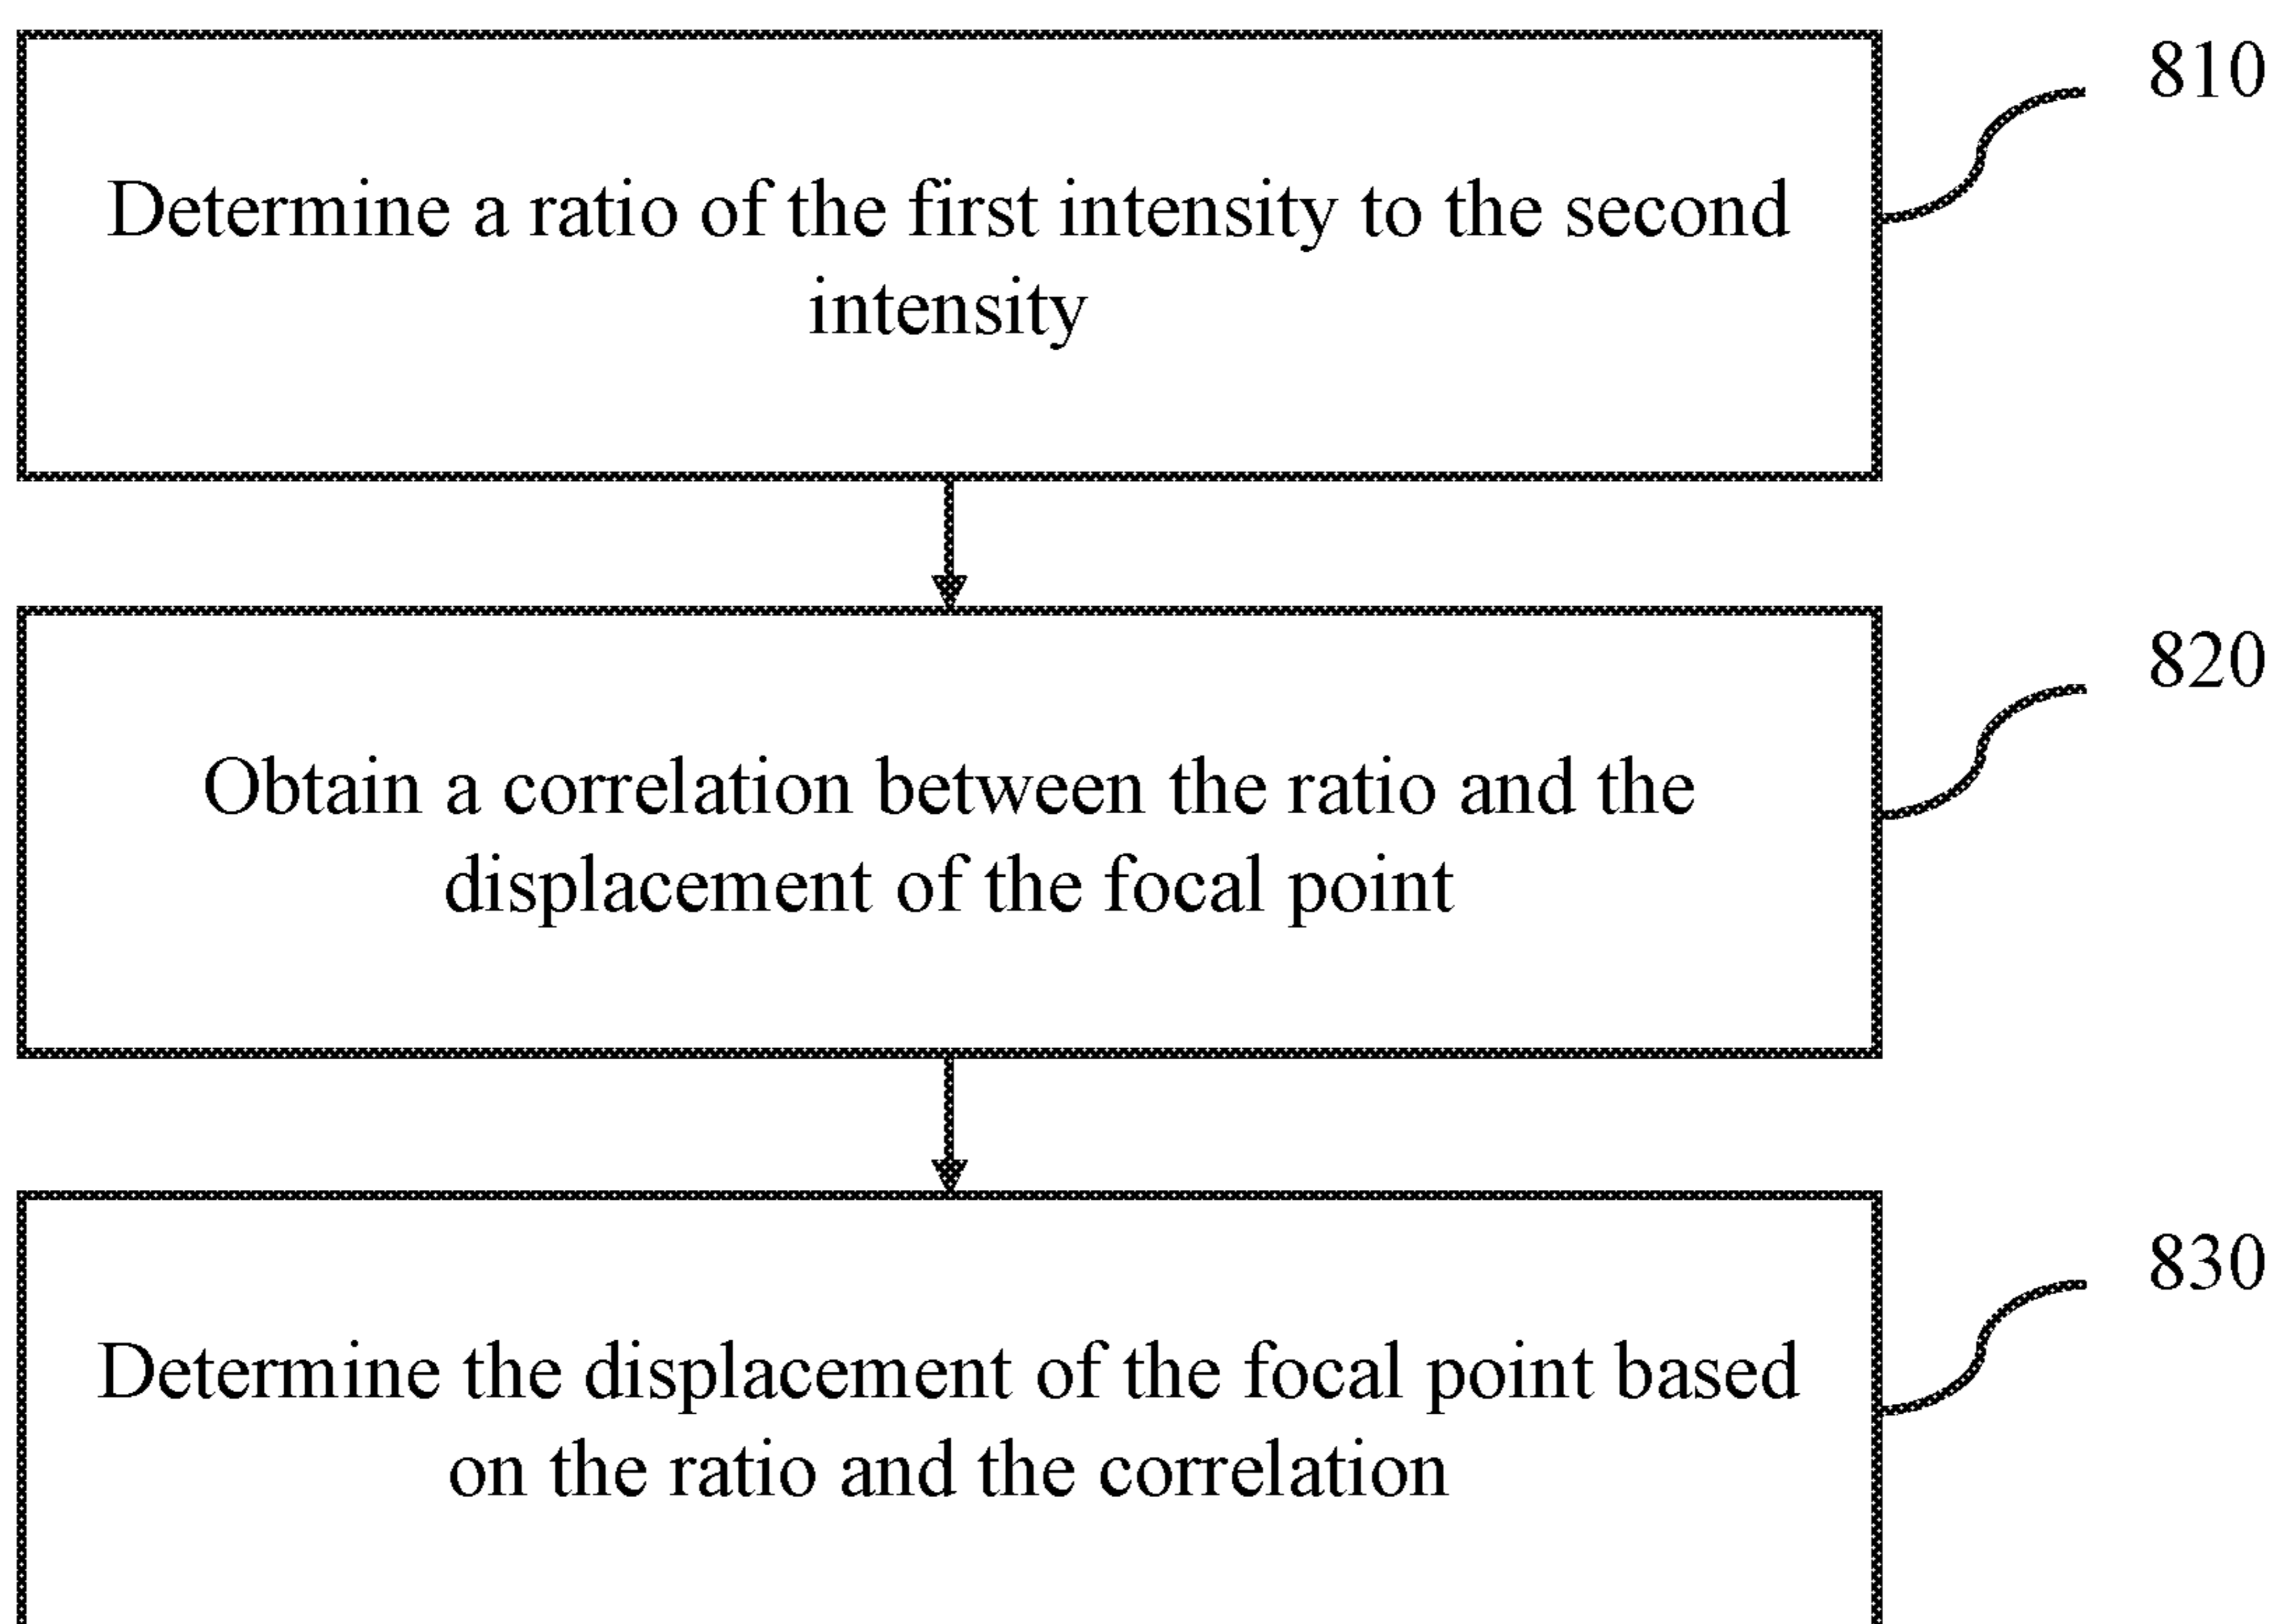 810
Determine a ratio of the first intensity to the second
intensity
820
Obtain a correlation between the ratio and the
displacement of the focal point
830
Determine the displacement of the focal point based
on the ratio and the correlation